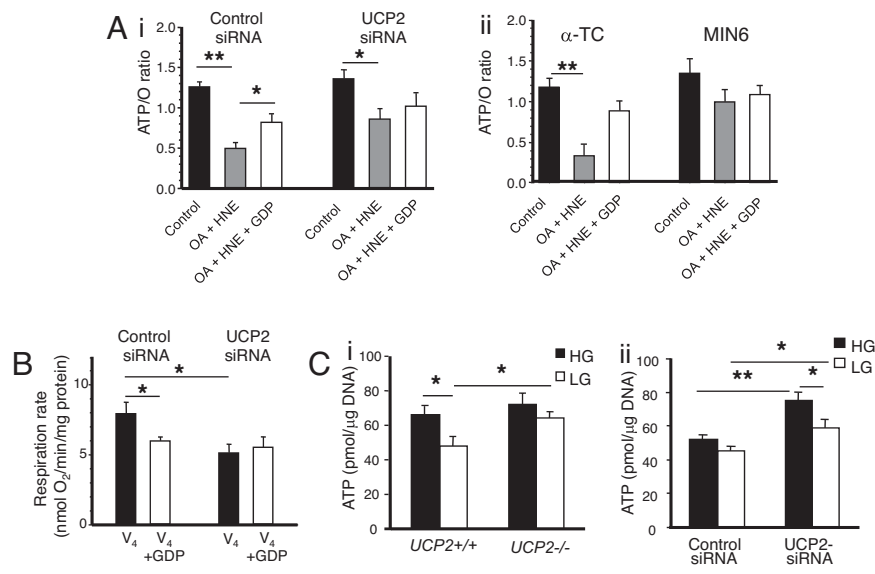 A
i
Control
siRNA
UCP2
siRNA
**
*
*
ATP/O ratio
2.0
1.5
1.0
0.5
0.0
Control
OA + HNE
OA + HNE + GDP
Control
OA + HNE
OA + HNE + GDP
ii
α-TC
MIN6
**
ATP/O ratio
2.0
1.5
1.0
0.5
0.0
Control
OA + HNE
OA + HNE + GDP
Control
OA + HNE
OA + HNE + GDP
B
Control
siRNA
UCP2
siRNA
*
*
Respiration rate
(nmol O₂/min/mg protein)
10
5
0
V₄
V₄
+GDP
V₄
V₄
+GDP
C
i
HG
LG
*
*
ATP (pmol/µg DNA)
100
80
60
40
20
0
UCP2+/+
UCP2-/-
ii
HG
LG
*
**
*
ATP (pmol/µg DNA)
100
80
60
40
20
0
Control
siRNA
UCP2-
siRNA